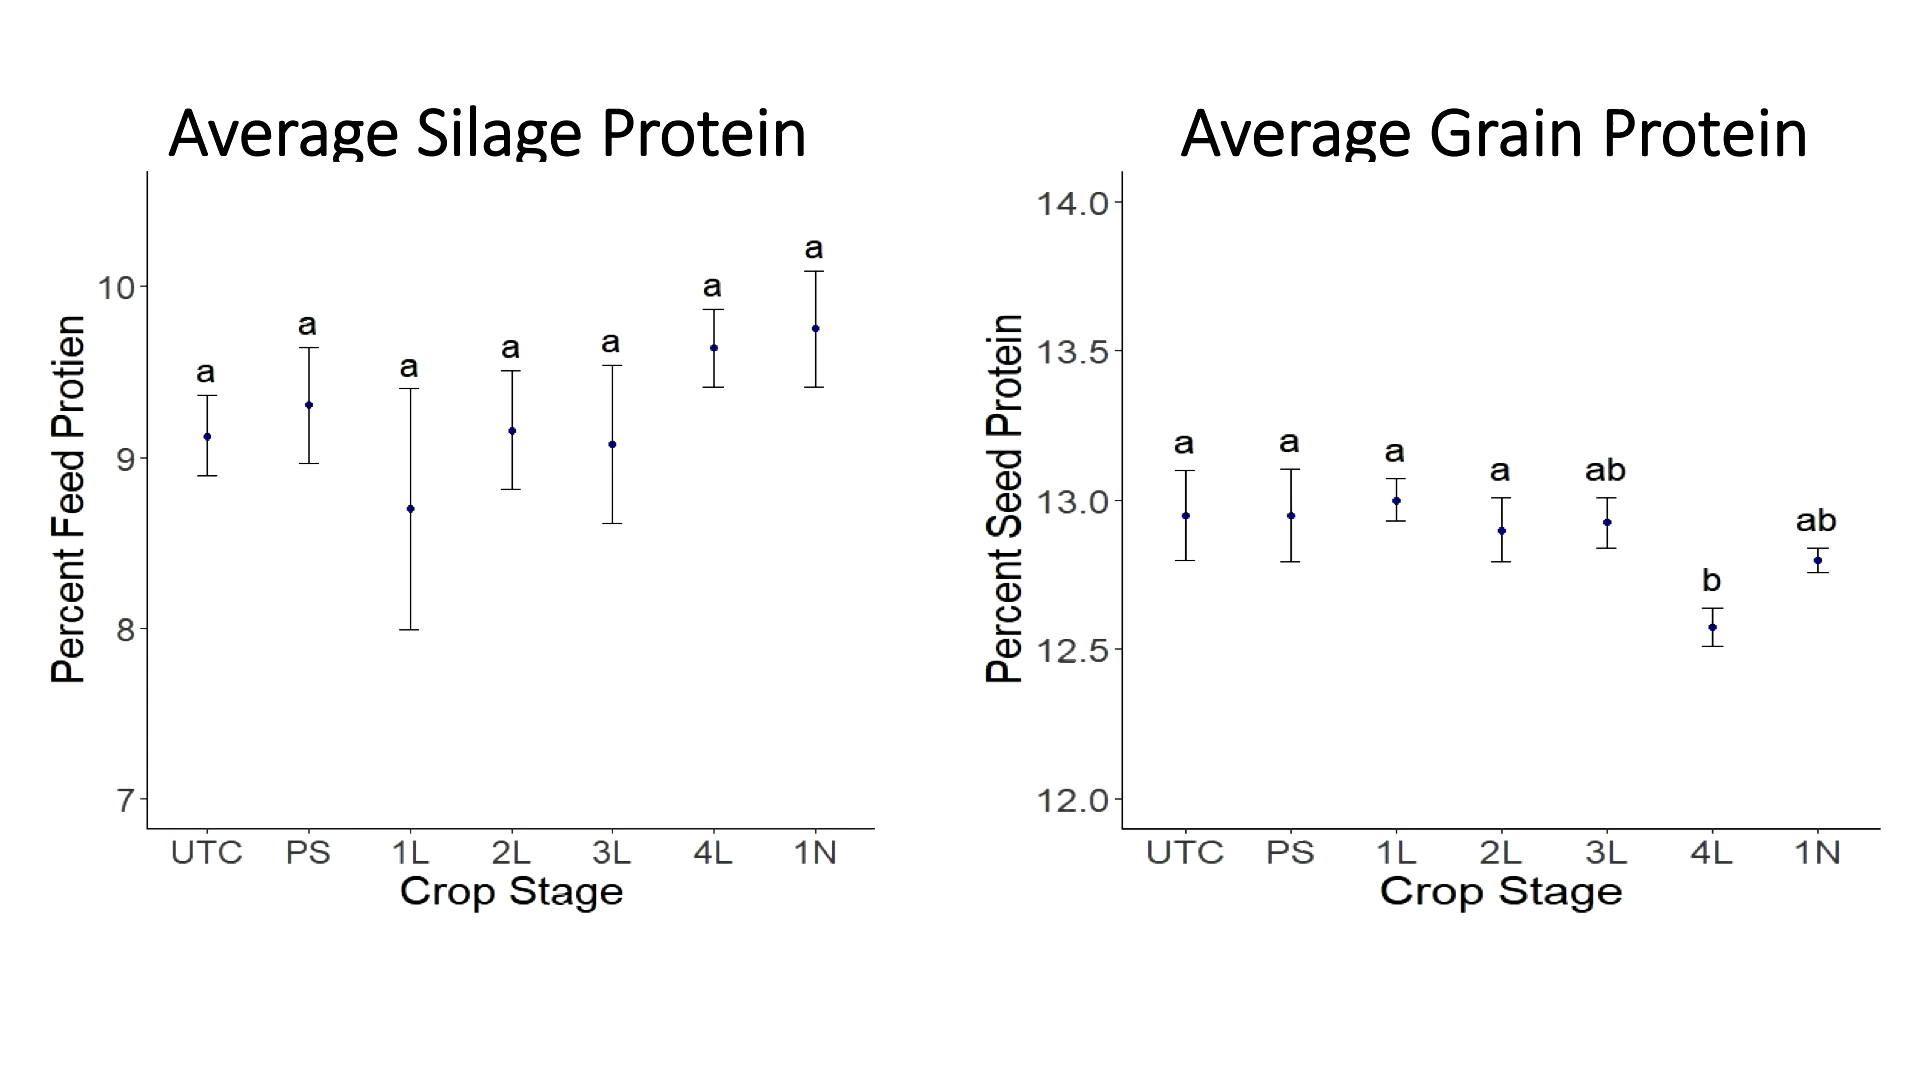 Average Silage Protein
a
a
a
a
a
a
a
10
9
8
7
Percent Feed Protien
UTC PS 1L 2L 3L 4L 1N
Crop Stage
Average Grain Protein
a
a
a
a
ab
b
ab
14.0
13.5
13.0
12.5
12.0
Percent Seed Protein
UTC PS 1L 2L 3L 4L 1N
Crop Stage